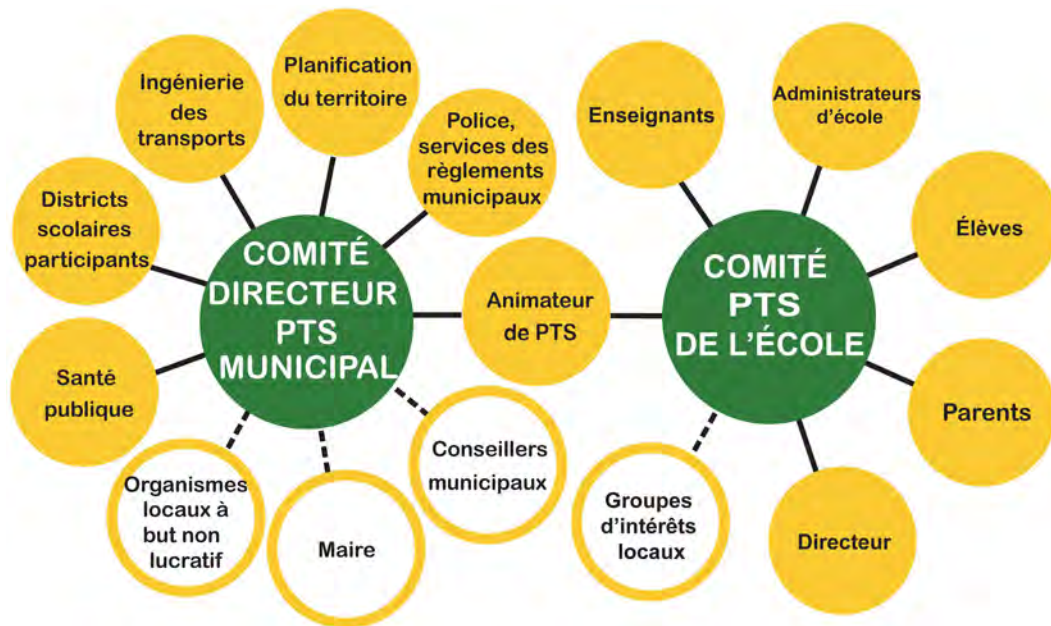 Ingénierie
des
transports
Planification
du territoire
Police,
services des
règlements
municipaux
Districts
scolaires
participants
Santé
publique
COMITÉ
DIRECTEUR
PTS
MUNICIPAL
Organismes
locaux à
but non
lucratif
Maire
Conseillers
municipaux
Animateur
de PTS
Enseignants
Administrateurs
d'école
Élèves
COMITÉ
PTS
DE L'ÉCOLE
Parents
Directeur
Groupes
d'intérêts
locaux